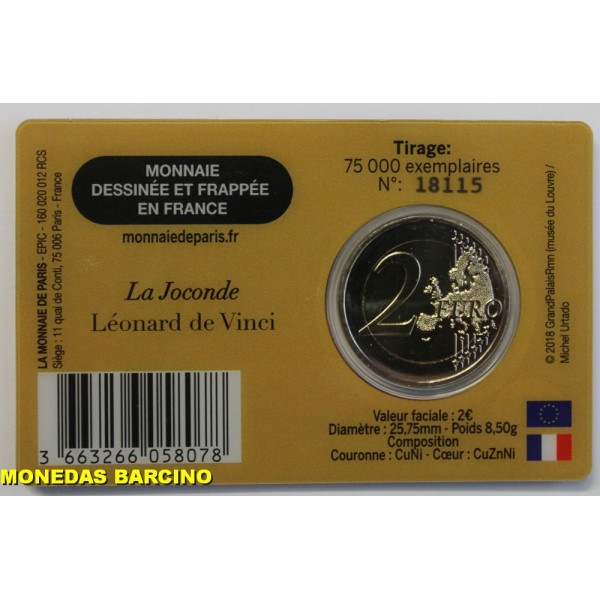 LA MONNAIE DE PARIS - EPIC - 160 020 012 RCS
Siège : 11 quai de Conti, 75 006 Paris - France
MONNAIE
DESSINÉE ET FRAPPÉE
EN FRANCE
monnaiedeparis.fr
La Joconde
Léonard de Vinci
3 663266 058078
Tirage:
75 000 exemplaires
N°: 18115
2 EURO
© 2018 GrandPalaisRmn (musée du Louvre) /
Michel Urtado
Valeur faciale : 2€
Diamètre : 25,75mm - Poids 8,50g
Composition
Couronne : CuNi - Cœur : CuZnNi
MONEDAS BARCINO